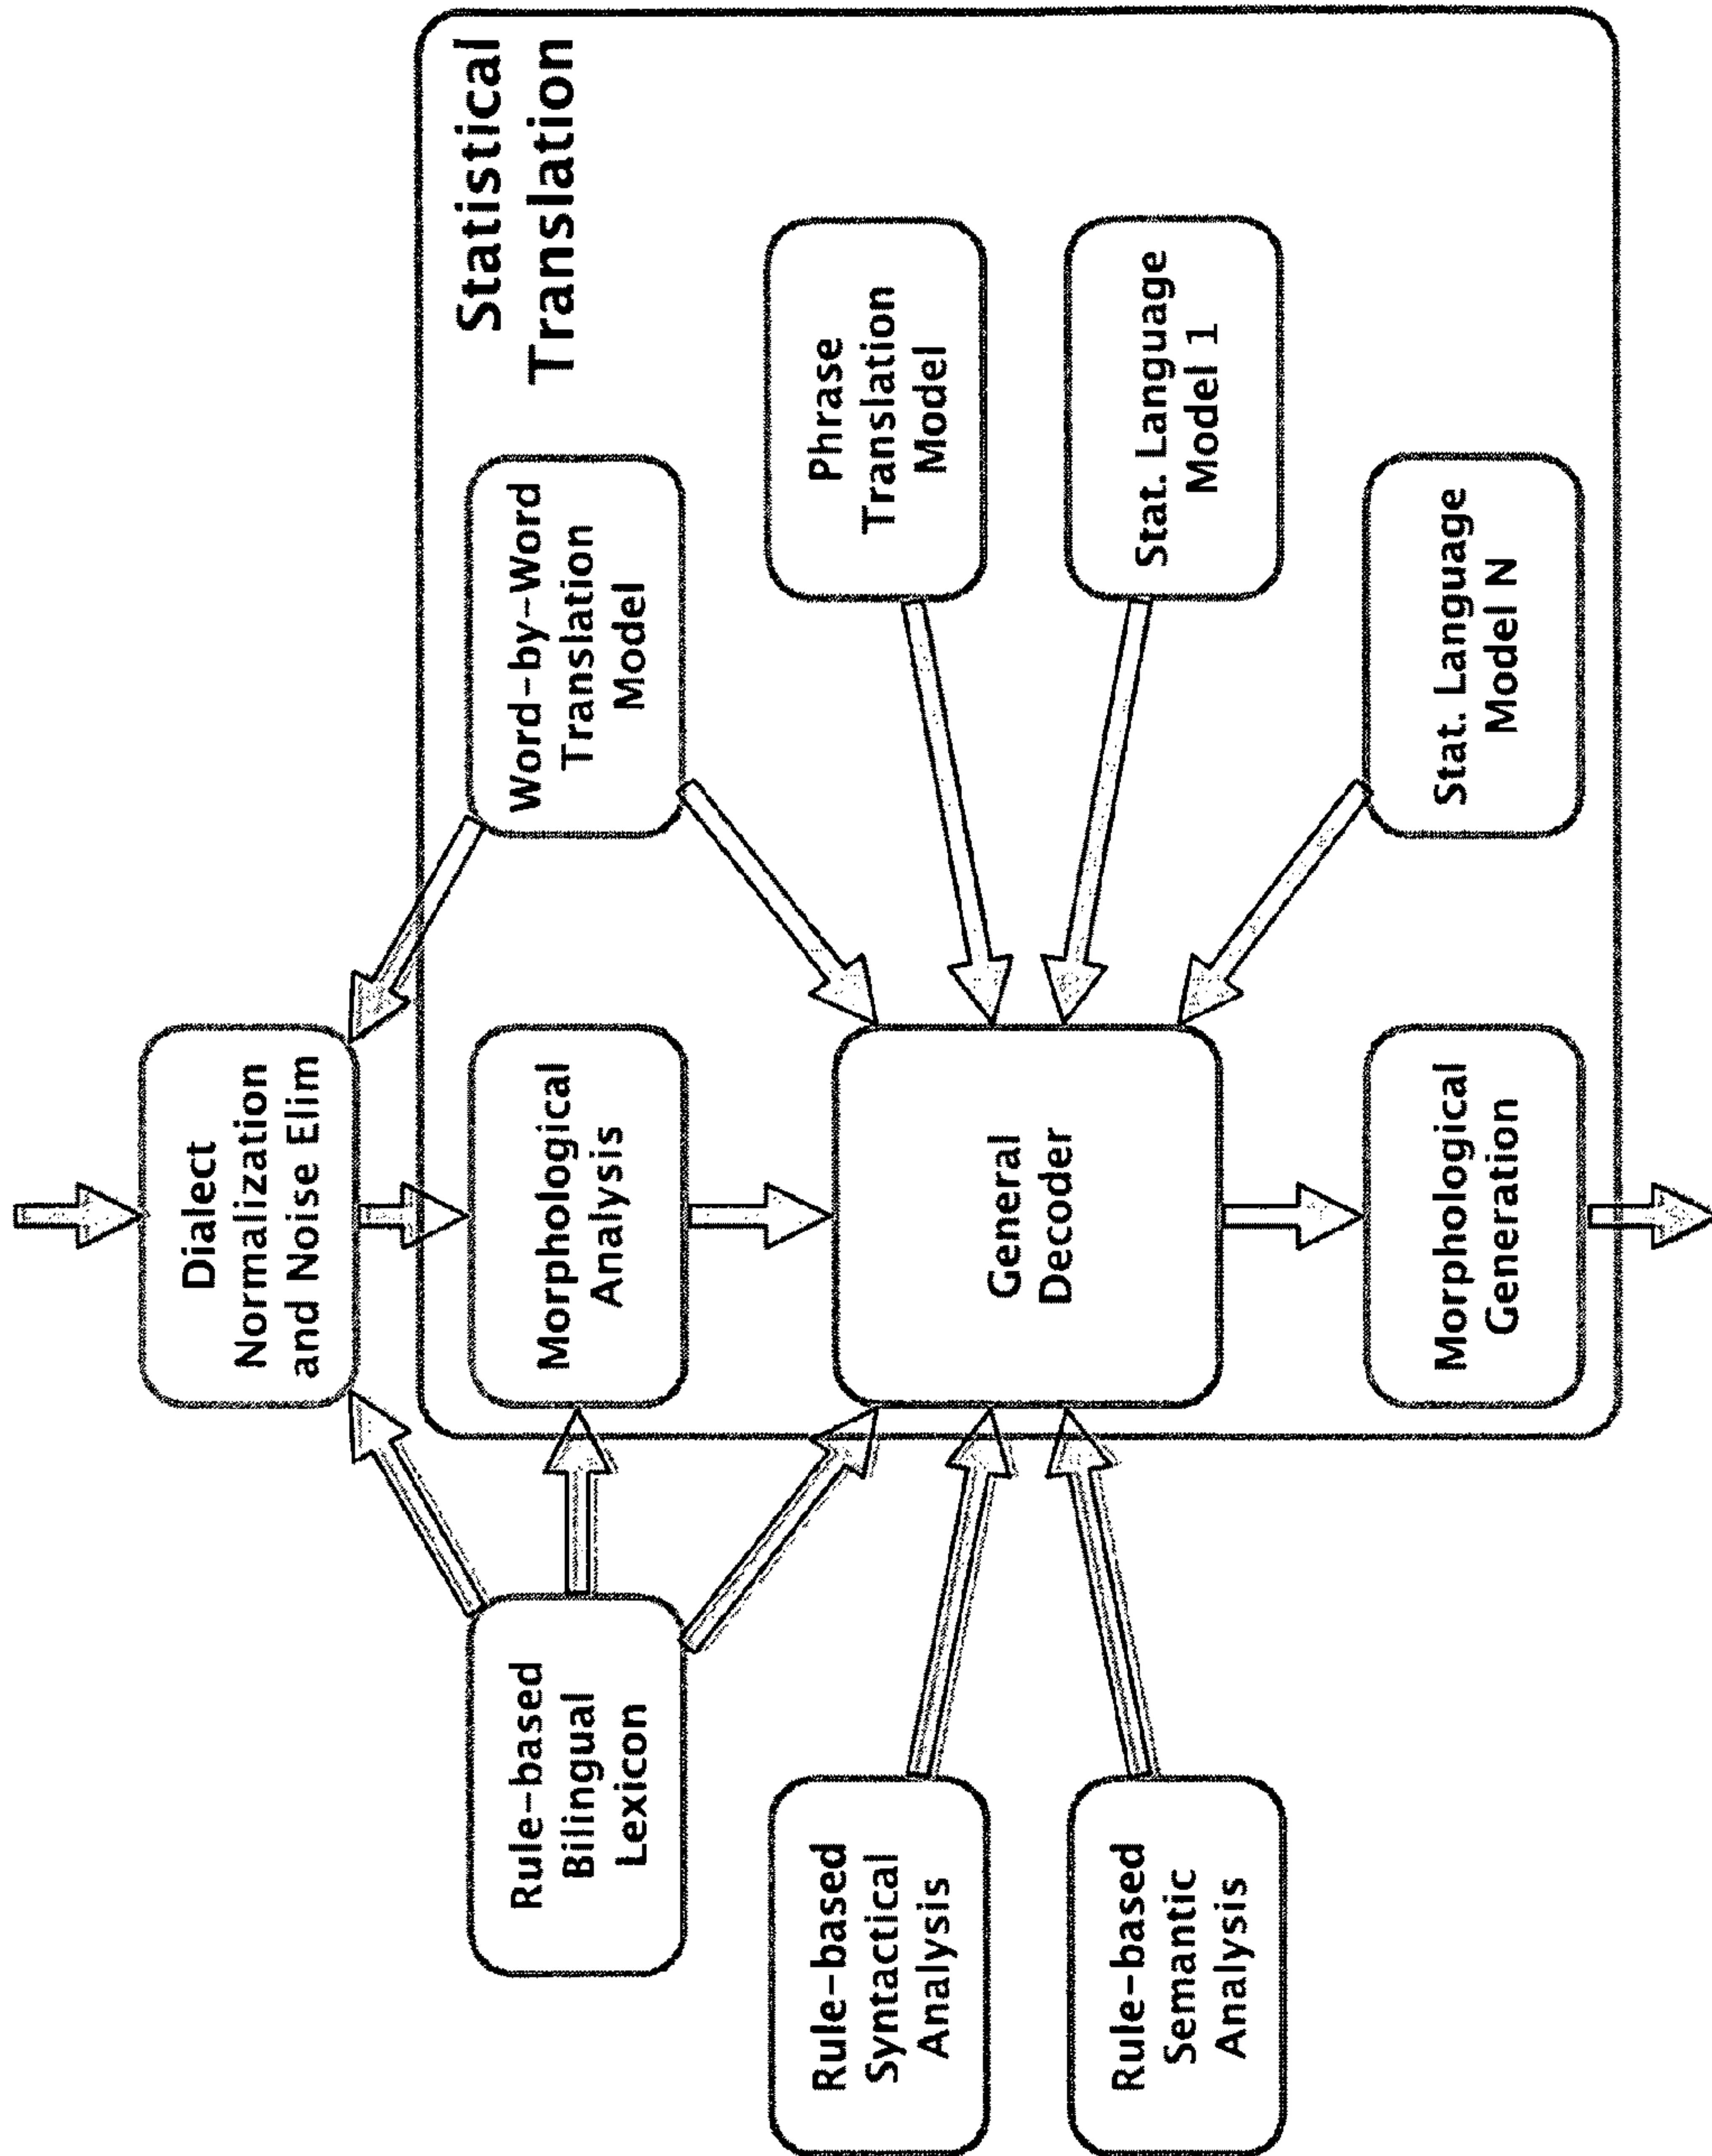 Statistical
Translation
Dialect
Normalization
and Noise Elim
Rule-based
Bilingual
Lexicon
Morphological
Analysis
Word-by-Word
Translation
Model
Rule-based
Syntactical
Analysis
General
Decoder
Phrase
Translation
Model
Rule-based
Semantic
Analysis
Stat. Language
Model 1
Morphological
Generation
Stat. Language
Model N